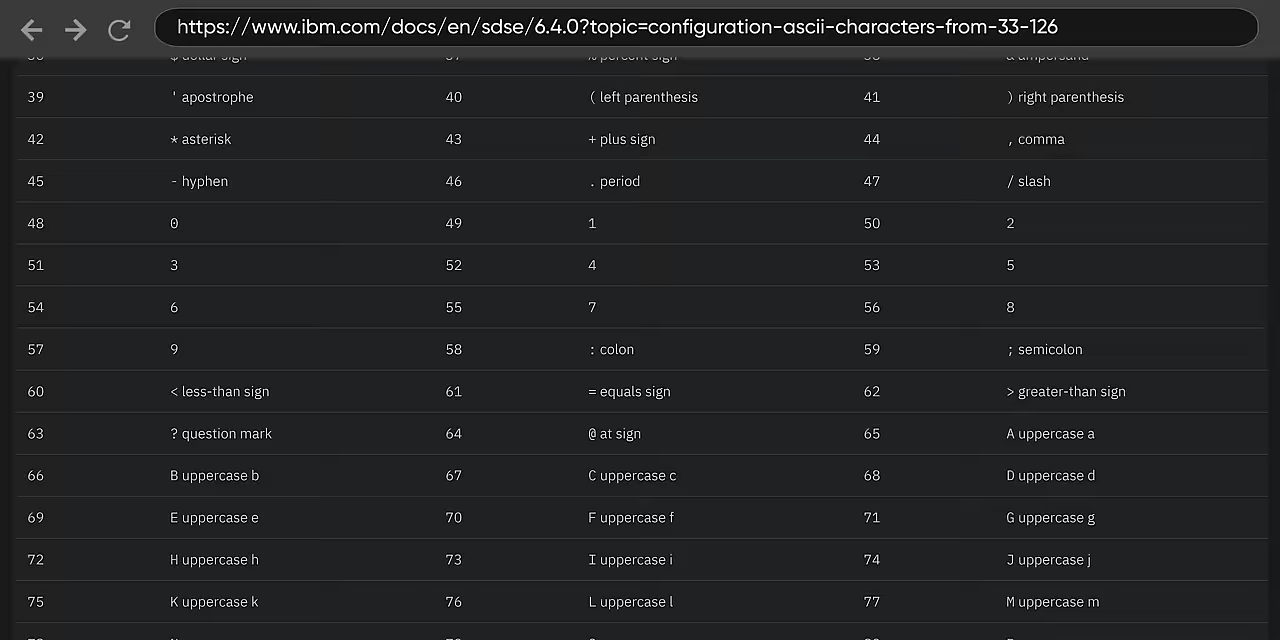 https://www.ibm.com/docs/en/sdse/6.4.0?topic=configuration-ascii-characters-from-33-126
$ dollar sign % percent sign & ampersand
39 ' apostrophe 40 ( left parenthesis 41 ) right parenthesis
42 * asterisk 43 + plus sign 44 , comma
45 - hyphen 46 . period 47 / slash
48 0 49 1 50 2
51 3 52 4 53 5
54 6 55 7 56 8
57 9 58 : colon 59 ; semicolon
60 < less-than sign 61 = equals sign 62 > greater-than sign
63 ? question mark 64 @ at sign 65 A uppercase a
66 B uppercase b 67 C uppercase c 68 D uppercase d
69 E uppercase e 70 F uppercase f 71 G uppercase g
72 H uppercase h 73 I uppercase i 74 J uppercase j
75 K uppercase k 76 L uppercase l 77 M uppercase m